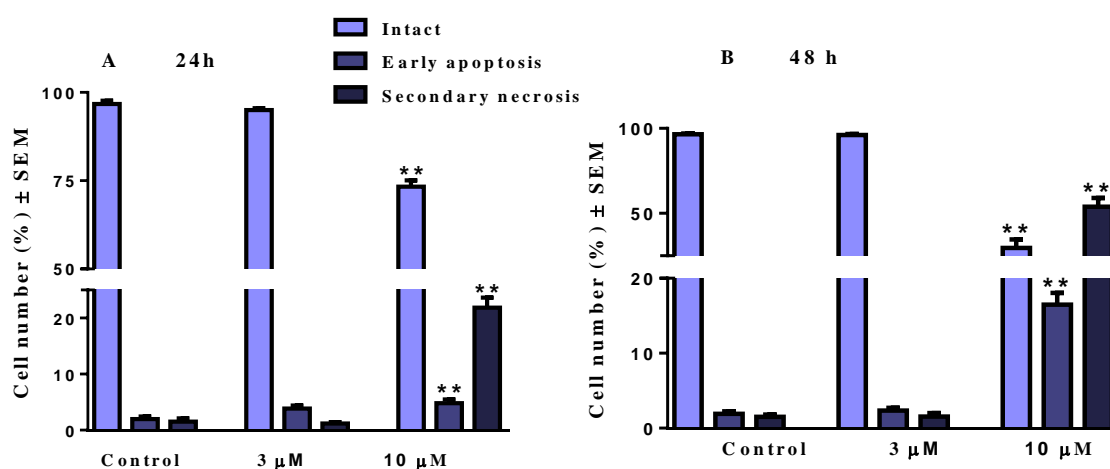 A 24h
Intact
Early apoptosis
Secondary necrosis
Cell number (%) ± SEM
100
75
50
20
10
0
**
**
**
Control 3 µM 10 µM
B 48 h
Cell number (%) ± SEM
100
50
20
10
0
**
**
**
Control 3 µM 10 µM